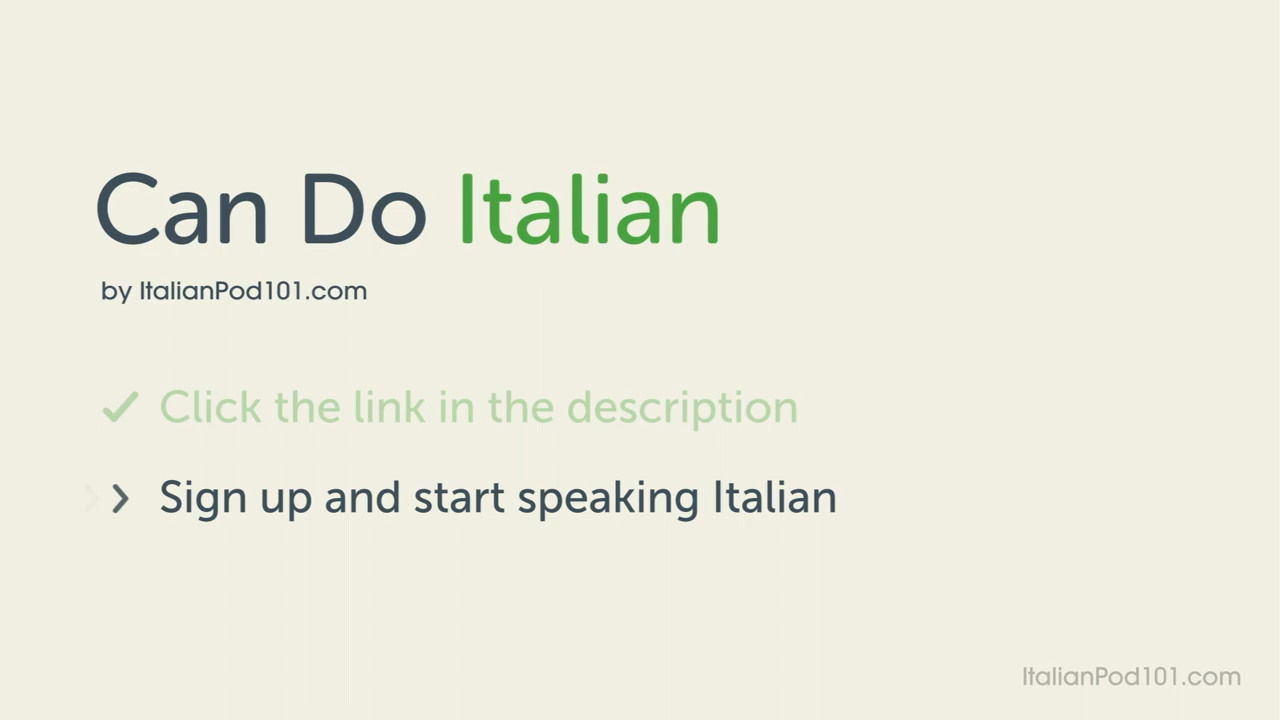 Can Do Italian
by ItalianPod101.com
Click the link in the description
Sign up and start speaking Italian
ItalianPod101.com